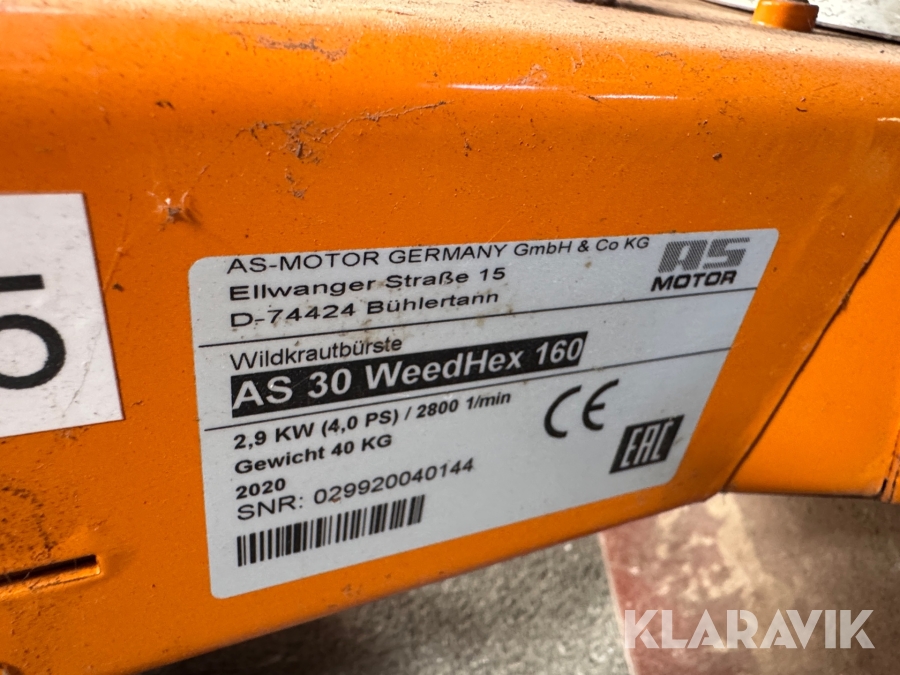 AS-MOTOR GERMANY GmbH & Co KG
Ellwanger Straße 15
D-74424 Bühlertann
AS
MOTOR
Wildkrautbürste
AS 30 WeedHex 160
2,9 KW (4,0 PS) / 2800 1/min
Gewicht 40 KG
2020
SNR: 029920040144
CE
EAC
5
KLARAVIK